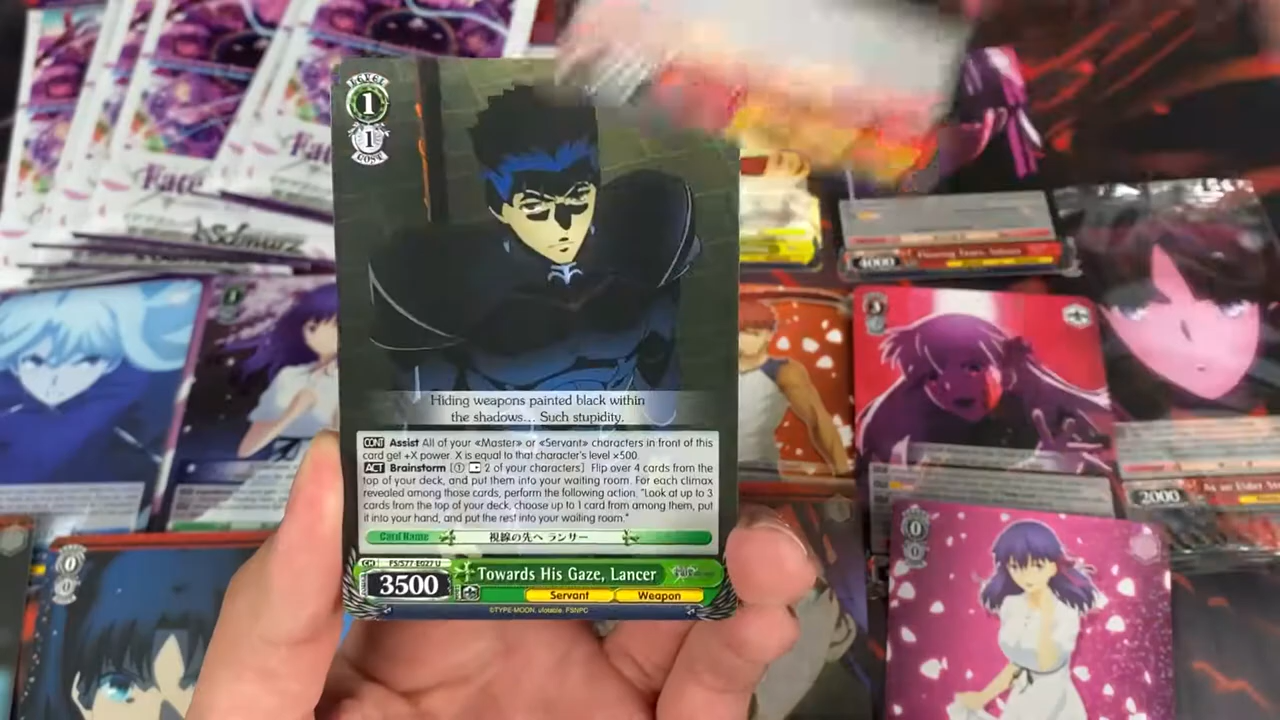 LEVEL
1
1
COST
Fate
Fat
Schwarz
4000
0
0
0
0
2000
Hiding weapons painted black within
the shadows... Such stupidity.
CONT Assist All of your «Master» or «Servant» characters in front of this
card get +X power. X is equal to that character's level ×500.
ACT Brainstorm [① 2 of your characters] Flip over 4 cards from the
top of your deck, and put them into your waiting room. For each climax
revealed among those cards, perform the following action. "Look at up to 3
cards from the top of your deck, choose up to 1 card from among them, put
it into your hand, and put the rest into your waiting room."
Card Name 視線の先へ ランサー
FS/S77-E027 U
3500 Towards His Gaze, Lancer
Servant Weapon
©TYPE-MOON, ufotable, FSNPC